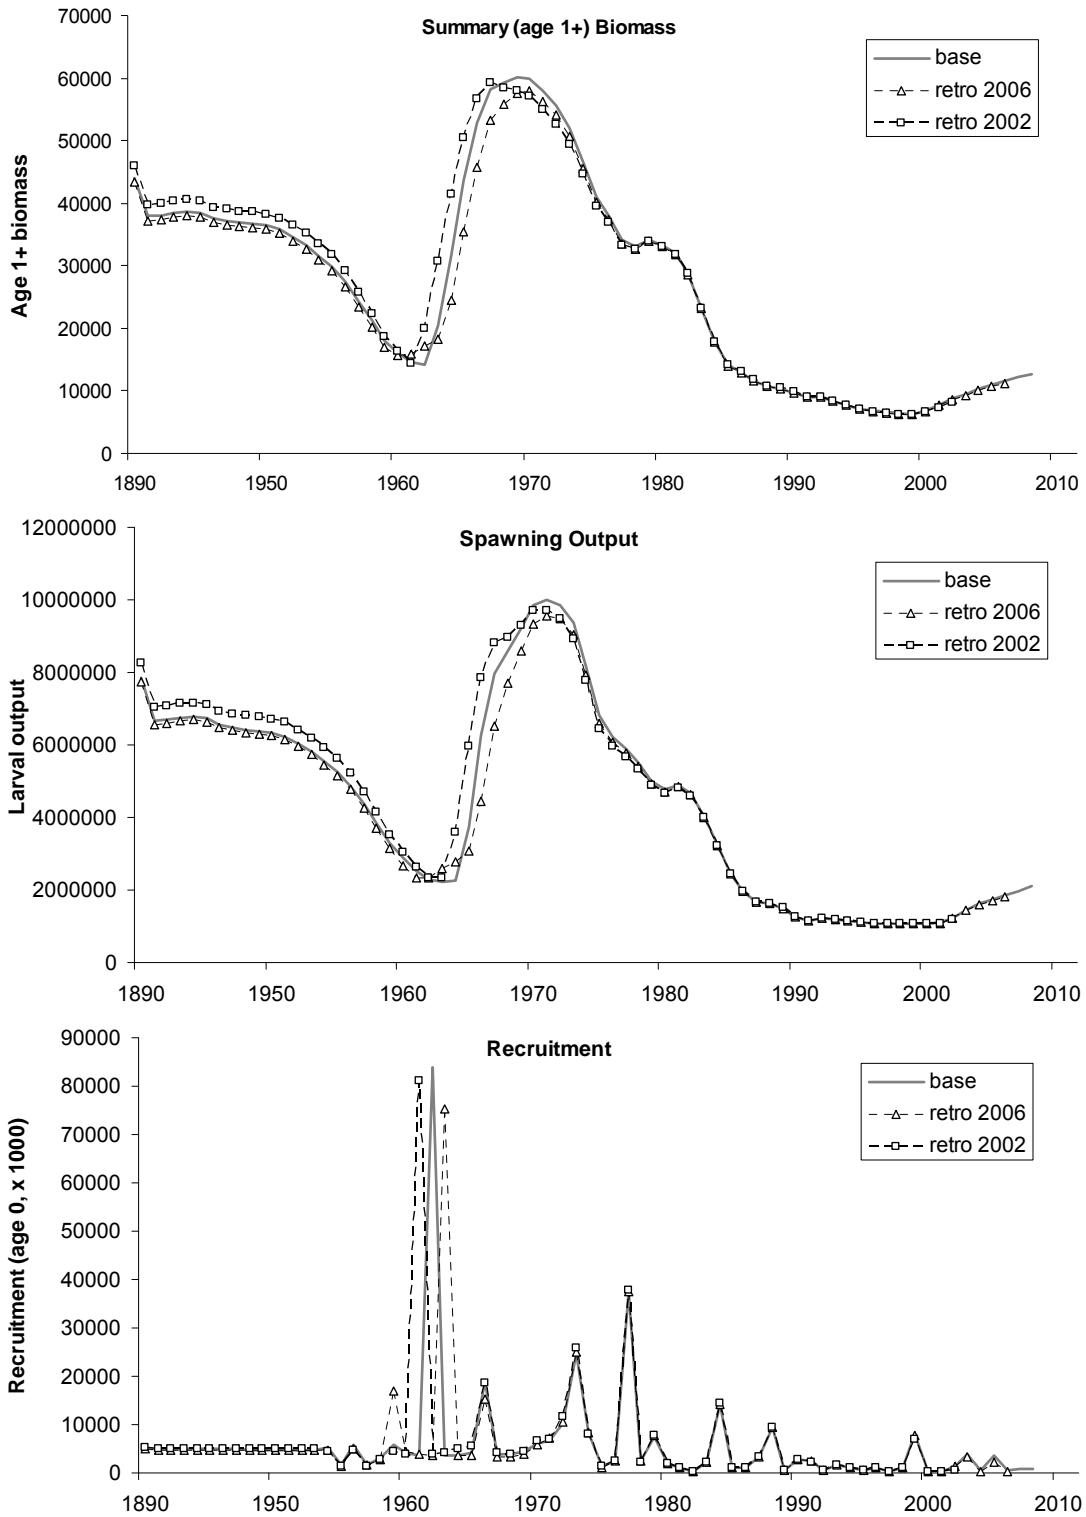 Summary (age 1+) Biomass
Age 1+ biomass
70000
60000
50000
40000
30000
20000
10000
0
base
retro 2006
retro 2002
1890 1950 1960 1970 1980 1990 2000 2010
Spawning Output
Larval output
12000000
10000000
8000000
6000000
4000000
2000000
0
base
retro 2006
retro 2002
1890 1950 1960 1970 1980 1990 2000 2010
Recruitment
Recruitment (age 0, x 1000)
90000
80000
70000
60000
50000
40000
30000
20000
10000
0
base
retro 2006
retro 2002
1890 1950 1960 1970 1980 1990 2000 2010